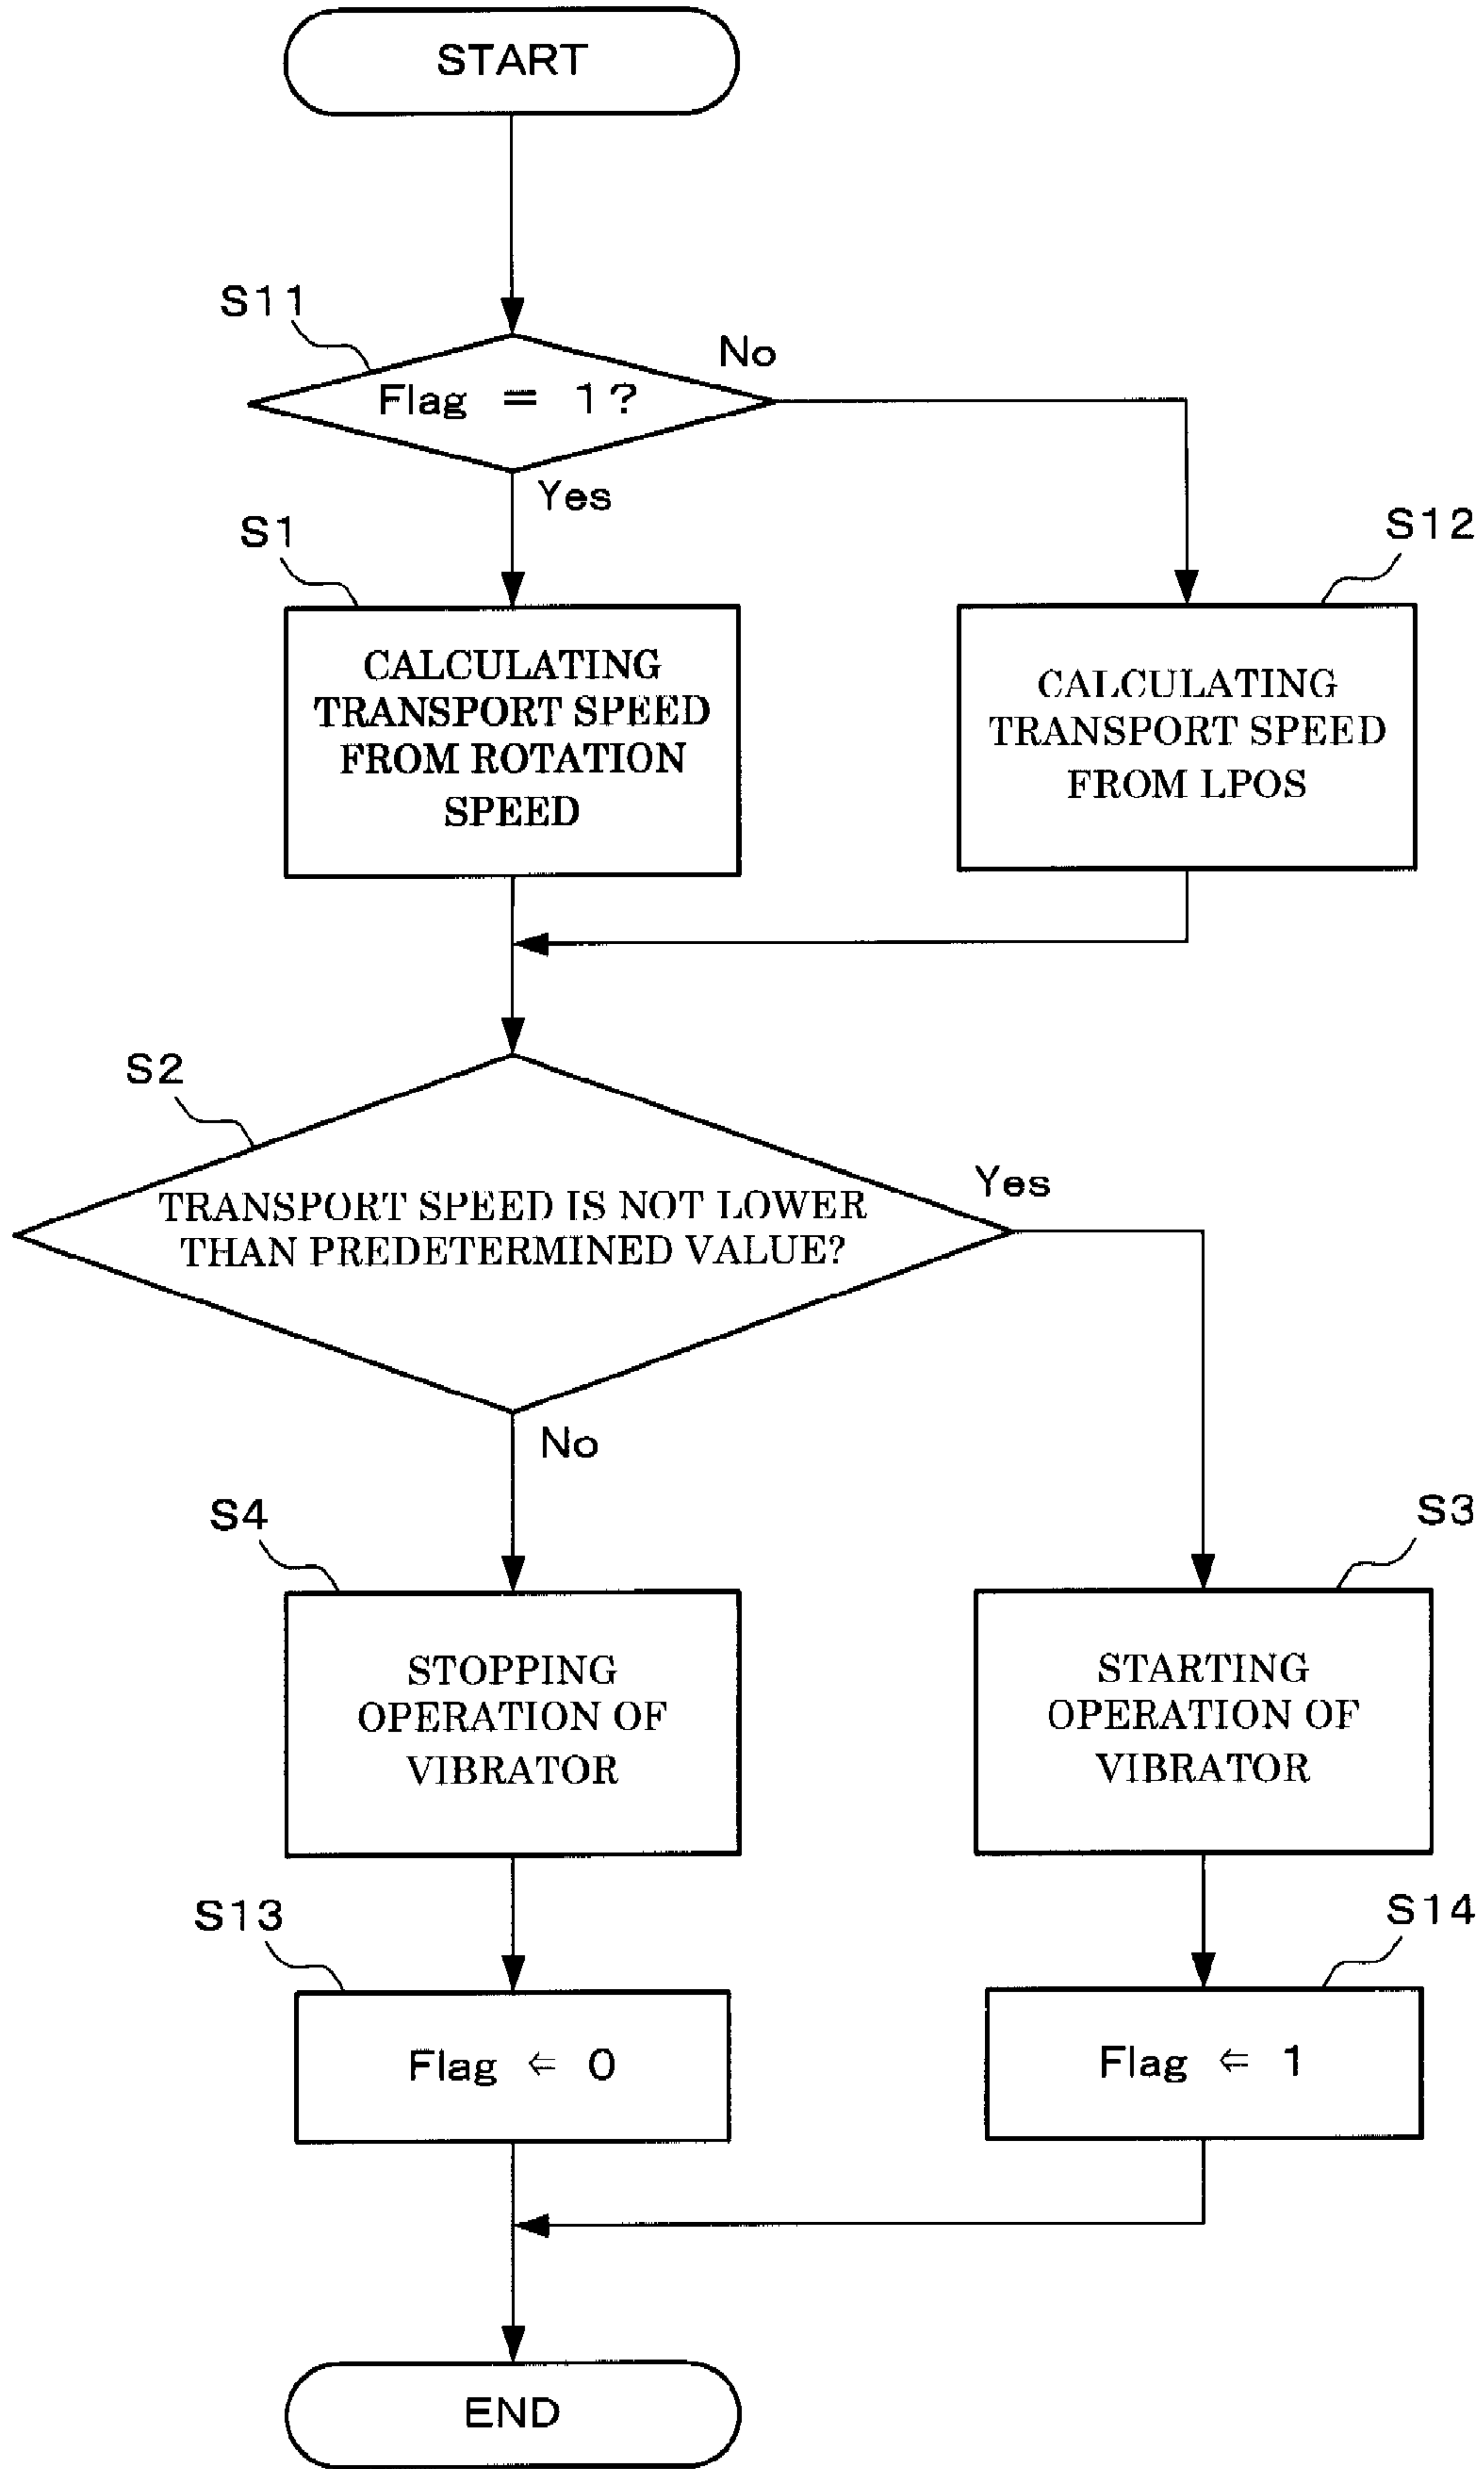 START
S11
No
Flag = 1?
Yes
S1
S12
CALCULATING
TRANSPORT SPEED
FROM ROTATION
SPEED
CALCULATING
TRANSPORT SPEED
FROM LPOS
S2
Yes
TRANSPORT SPEED IS NOT LOWER
THAN PREDETERMINED VALUE?
No
S4
S3
STOPPING
OPERATION OF
VIBRATOR
STARTING
OPERATION OF
VIBRATOR
S13
S14
Flag ⇐ 0
Flag ⇐ 1
END